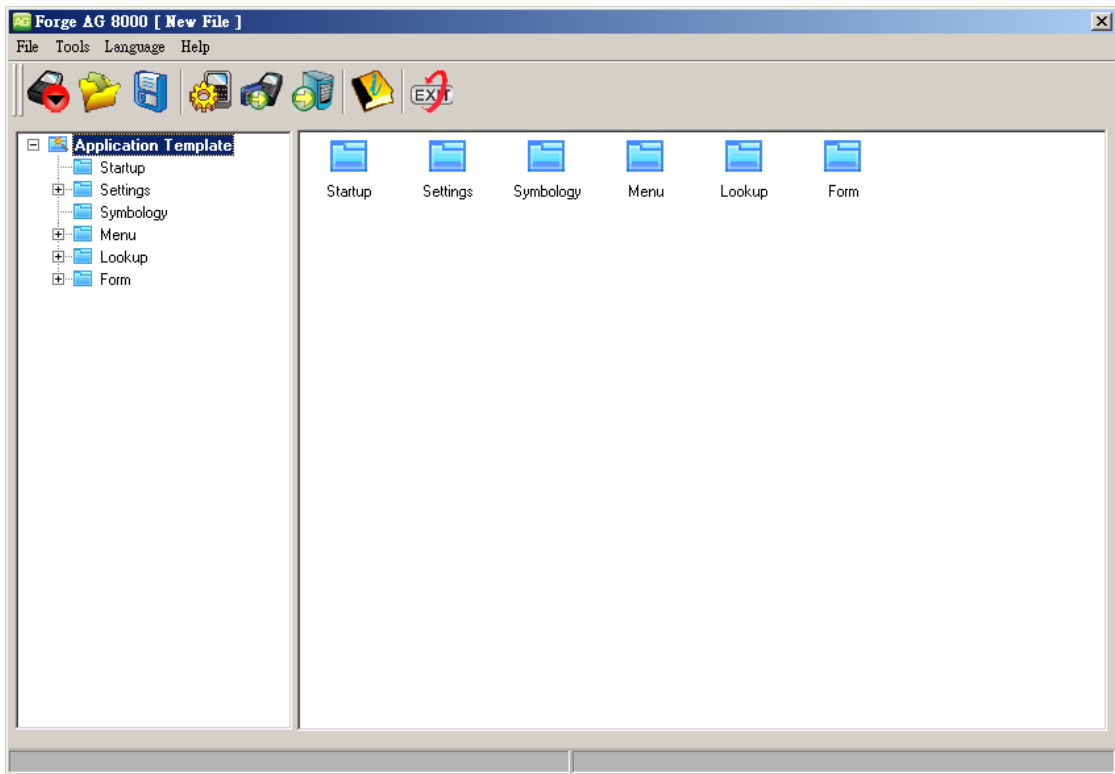 AG Forge AG 8000 [ New File ]
File Tools Language Help
EXIT
Application Template
Startup
Settings
Symbology
Menu
Lookup
Form
Startup Settings Symbology Menu Lookup Form